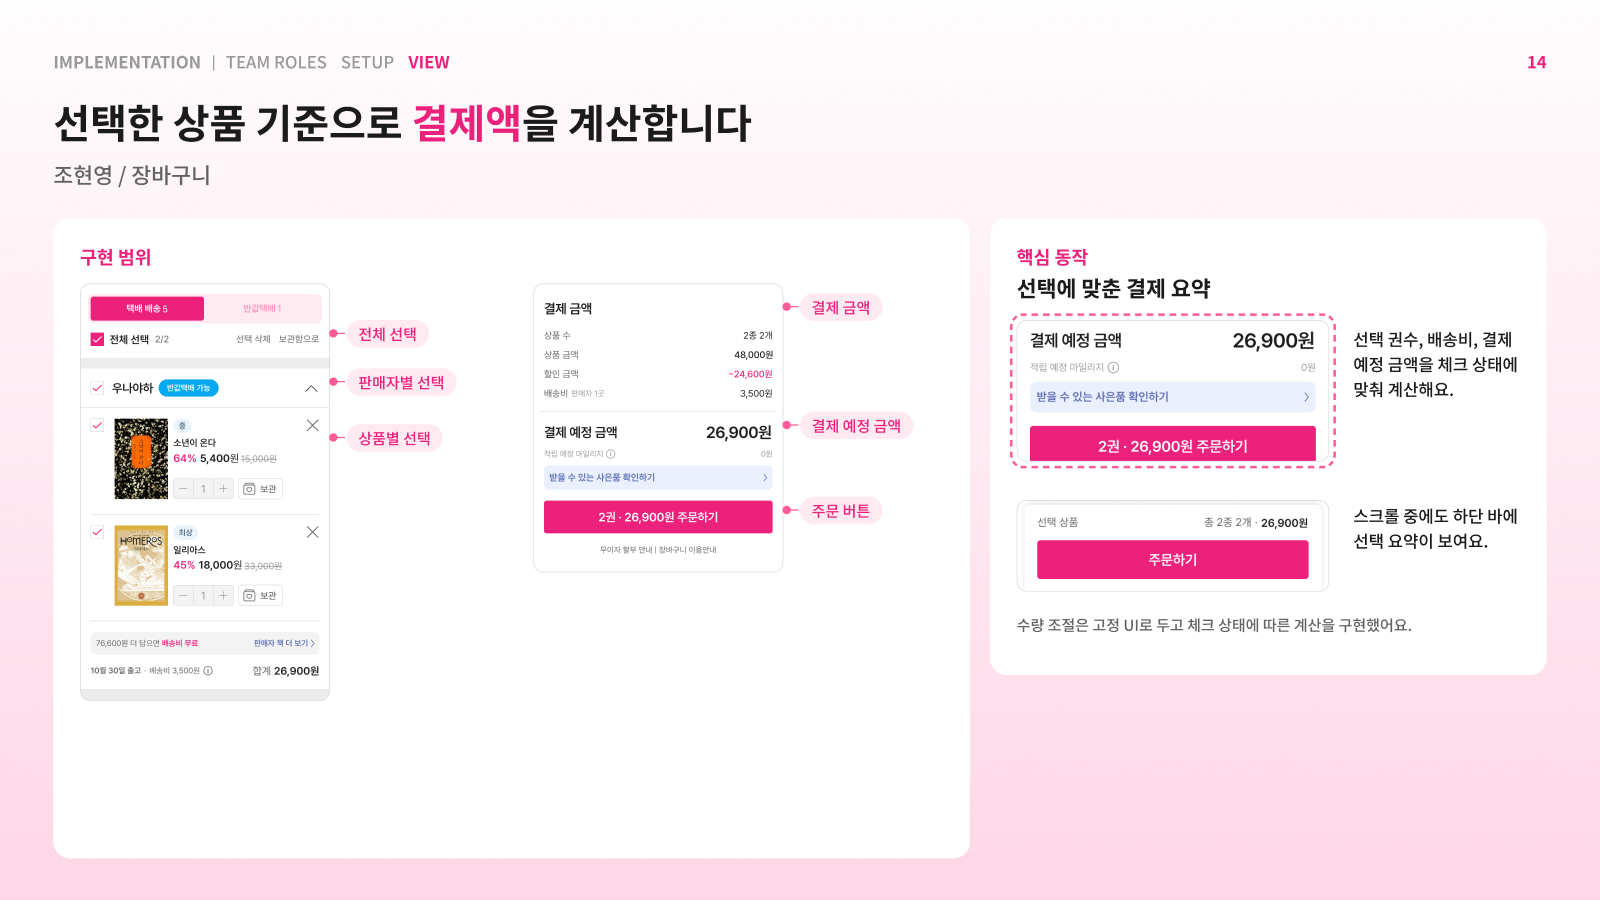 IMPLEMENTATION | TEAM ROLES SETUP VIEW
14
선택한 상품 기준으로 결제액을 계산합니다
조현영 / 장바구니
구현 범위
택배 배송 5
반값택배 1
전체 선택 2/2
선택 삭제 보관함으로
우나야하 반값택배 가능
중
소년이 온다
64% 5,400원 15,000원
1
보관
최상
HOMEROS
일리아스
45% 18,000원 33,000원
1
보관
76,600원 더 담으면 배송비 무료
판매자 책 더 보기
10월 30일 출고 · 배송비 3,500원
합계 26,900원
전체 선택
판매자별 선택
상품별 선택
결제 금액
상품 수 2종 2개
상품 금액 48,000원
할인 금액 -24,600원
배송비 판매자 1곳 3,500원
결제 예정 금액 26,900원
적립 예정 마일리지 0원
받을 수 있는 사은품 확인하기
2권 · 26,900원 주문하기
무이자 할부 안내 | 장바구니 이용안내
결제 금액
결제 예정 금액
주문 버튼
핵심 동작
선택에 맞춘 결제 요약
결제 예정 금액 26,900원
적립 예정 마일리지 0원
받을 수 있는 사은품 확인하기
2권 · 26,900원 주문하기
선택 권수, 배송비, 결제
예정 금액을 체크 상태에
맞춰 계산해요.
선택 상품 총 2종 2개 · 26,900원
주문하기
스크롤 중에도 하단 바에
선택 요약이 보여요.
수량 조절은 고정 UI로 두고 체크 상태에 따른 계산을 구현했어요.